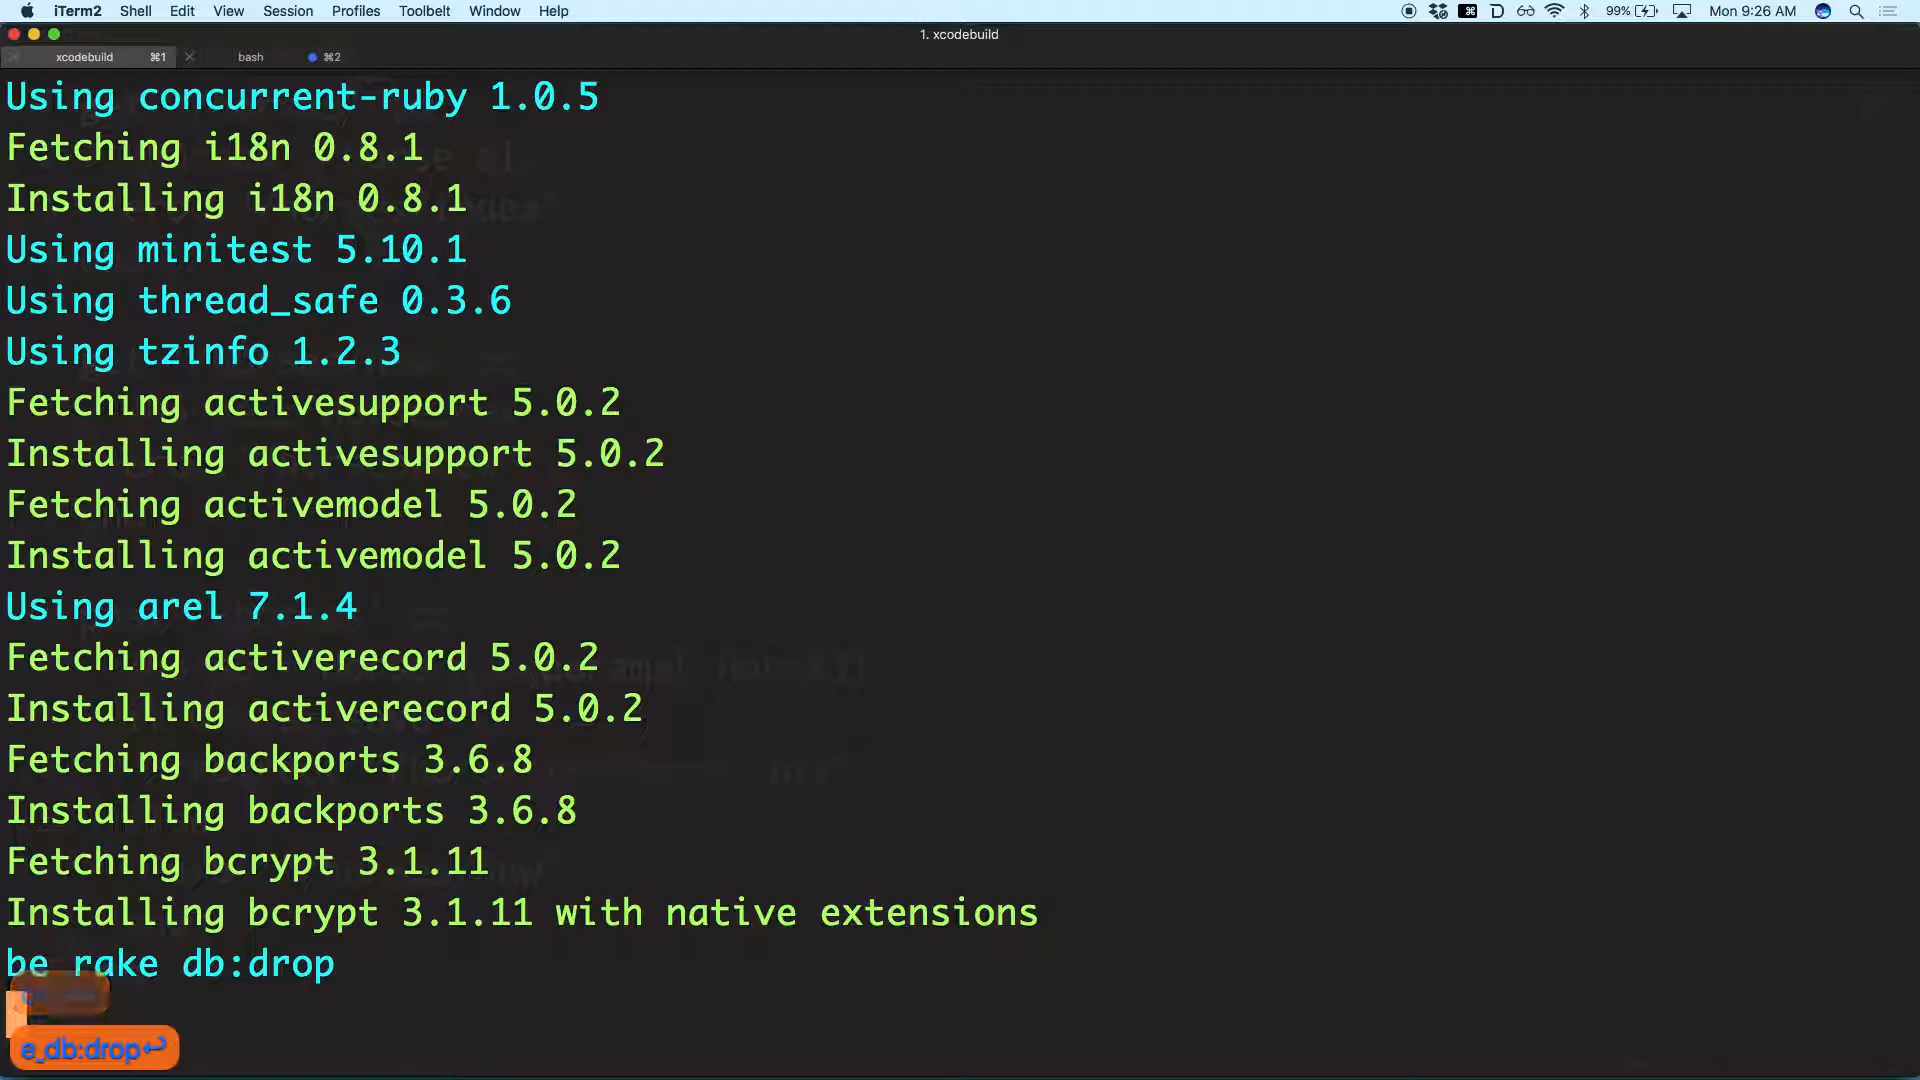 iTerm2 Shell Edit View Session Profiles Toolbelt Window Help 99% Mon 9:26 AM
1. xcodebuild
xcodebuild ⌘1 bash ⌘2
Using concurrent-ruby 1.0.5
Fetching i18n 0.8.1
Installing i18n 0.8.1
Using minitest 5.10.1
Using thread_safe 0.3.6
Using tzinfo 1.2.3
Fetching activesupport 5.0.2
Installing activesupport 5.0.2
Fetching activemodel 5.0.2
Installing activemodel 5.0.2
Using arel 7.1.4
Fetching activerecord 5.0.2
Installing activerecord 5.0.2
Fetching backports 3.6.8
Installing backports 3.6.8
Fetching bcrypt 3.1.11
Installing bcrypt 3.1.11 with native extensions
be rake db:drop
e_db:drop↩